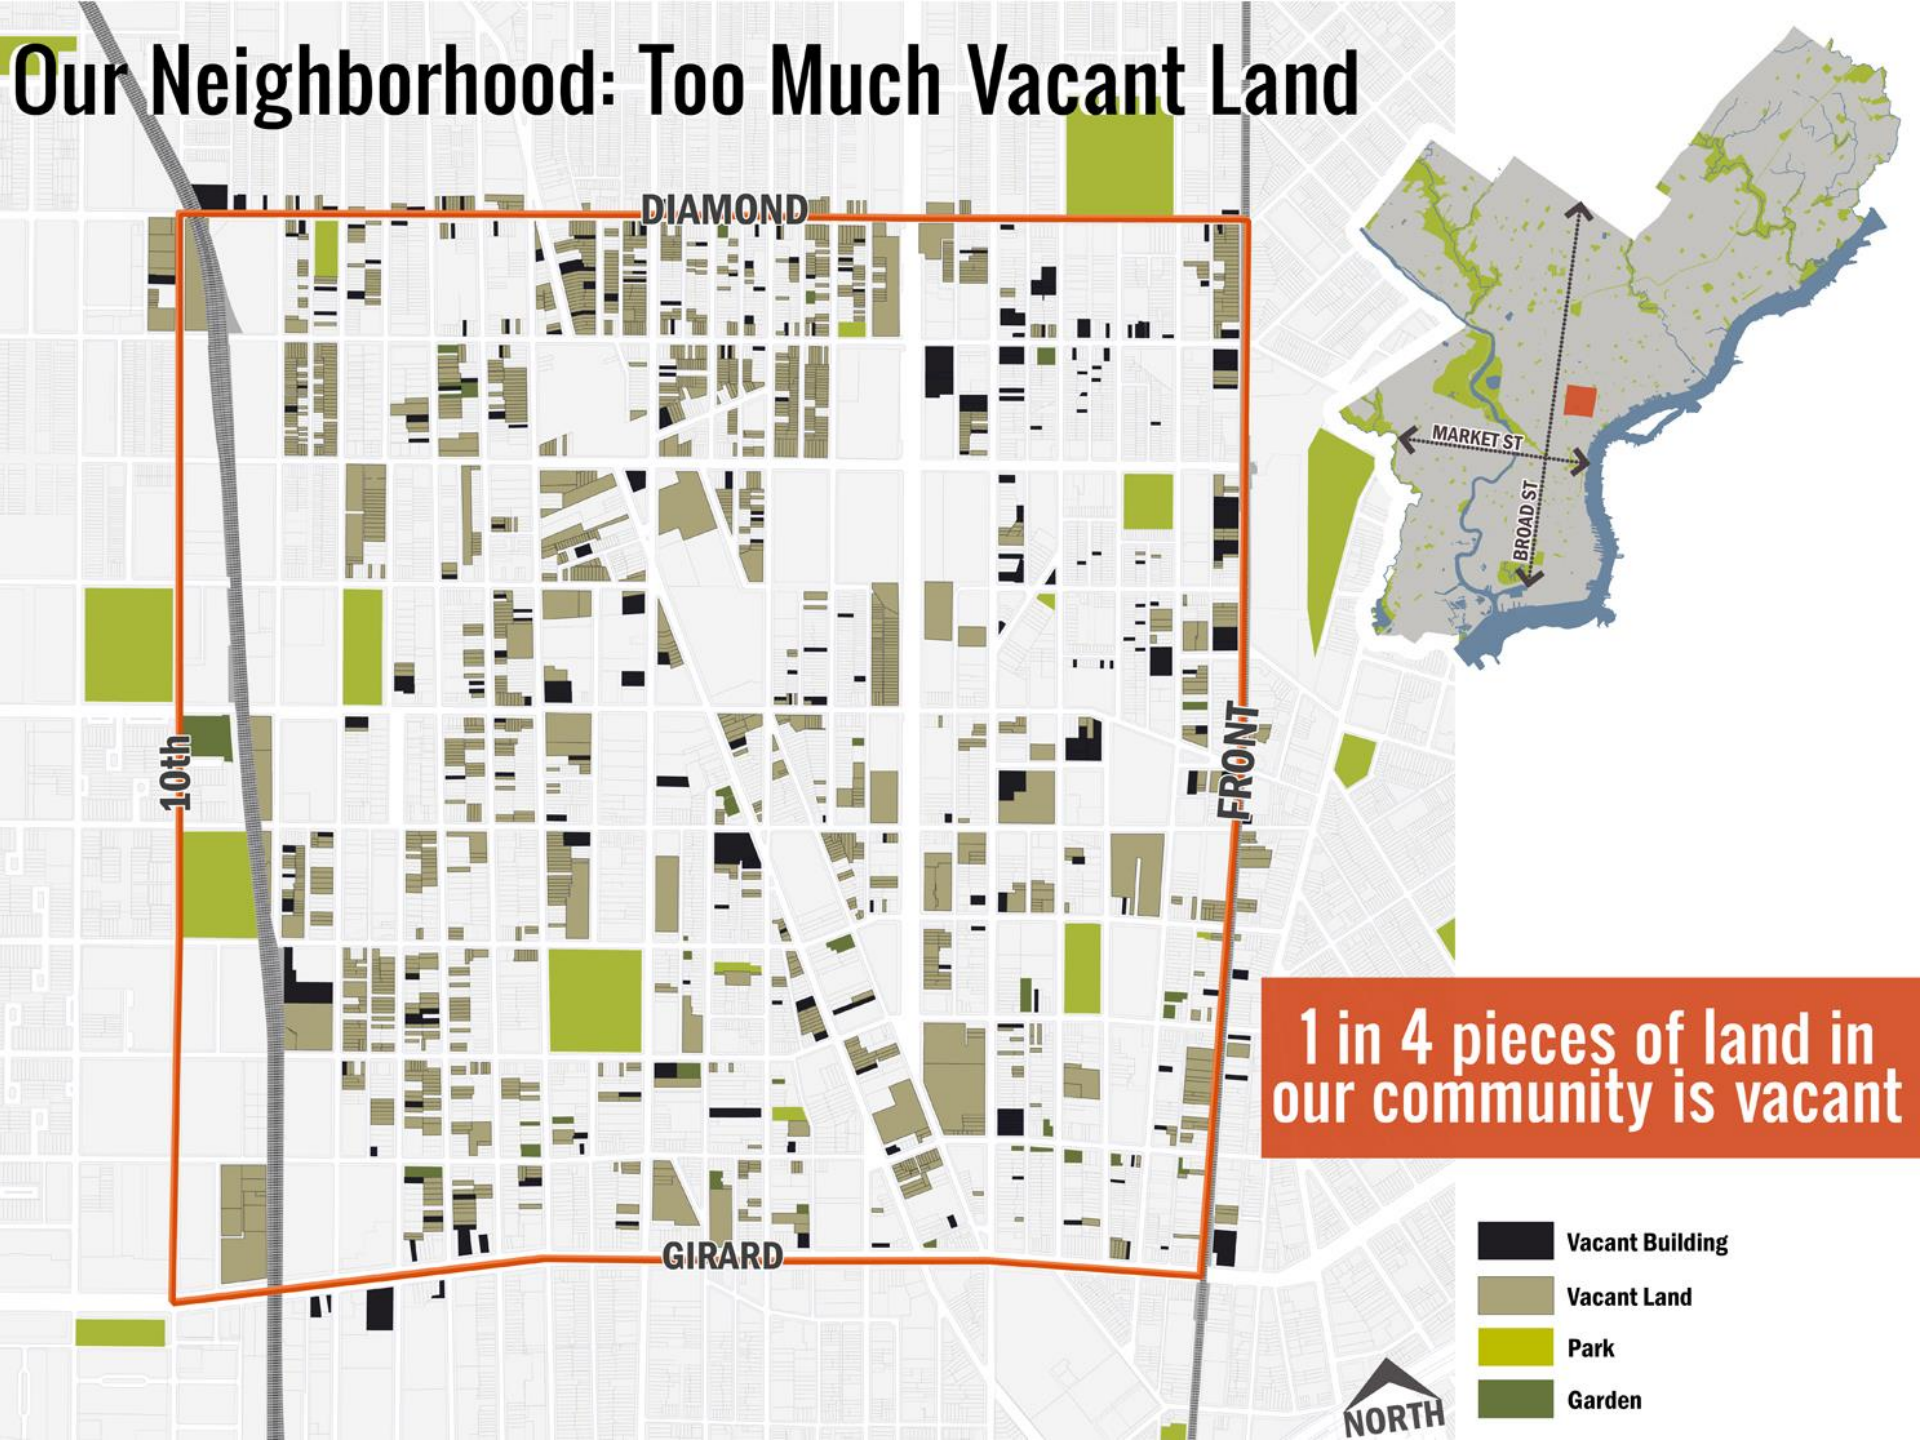 Our Neighborhood: Too Much Vacant Land
DIAMOND
MARKET ST
BROAD ST
10th
FRONT
1 in 4 pieces of land in
our community is vacant
GIRARD
Vacant Building
Vacant Land
Park
Garden
NORTH